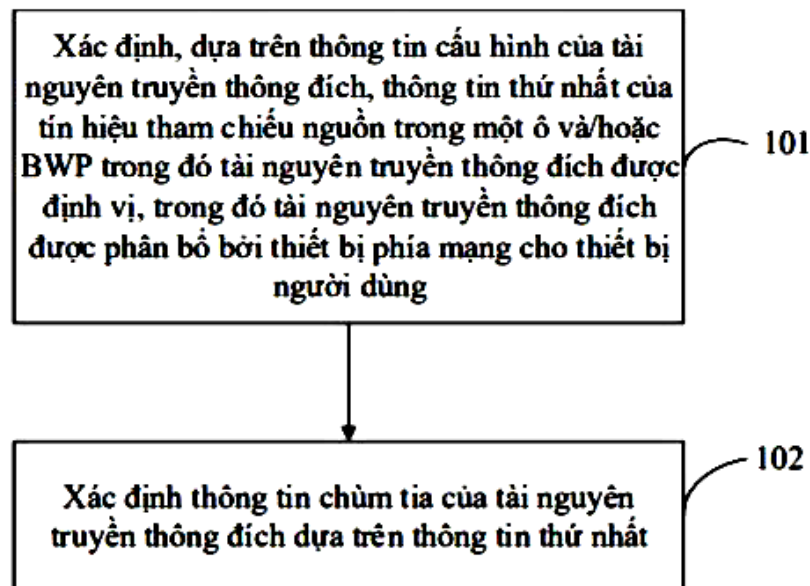 Xác định, dựa trên thông tin cấu hình của tài
nguyên truyền thông đích, thông tin thứ nhất của
tín hiệu tham chiếu nguồn trong một ô và/hoặc
BWP trong đó tài nguyên truyền thông đích được
định vị, trong đó tài nguyên truyền thông đích
được phân bổ bởi thiết bị phía mạng cho thiết bị
người dùng
101
Xác định thông tin chùm tia của tài nguyên
truyền thông đích dựa trên thông tin thứ nhất
102